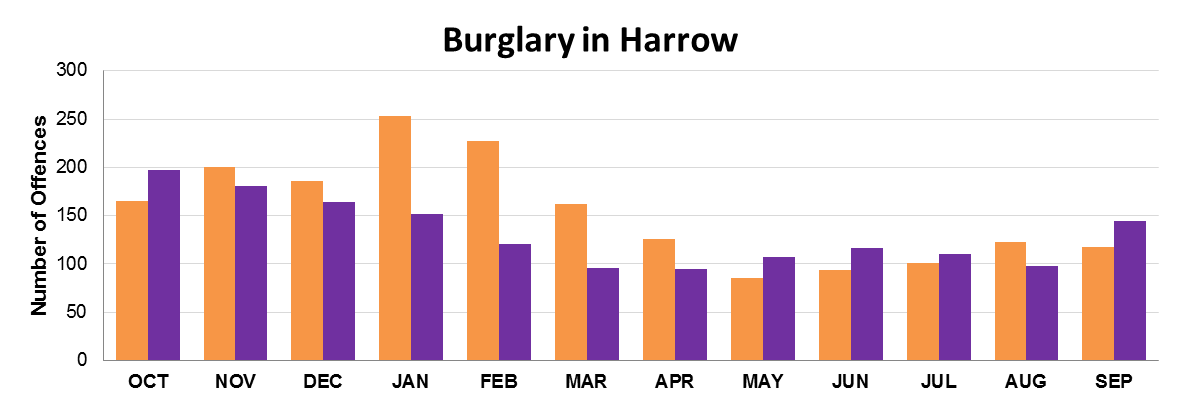 Burglary in Harrow
Number of Offences
300
250
200
150
100
50
0
OCT NOV DEC JAN FEB MAR APR MAY JUN JUL AUG SEP